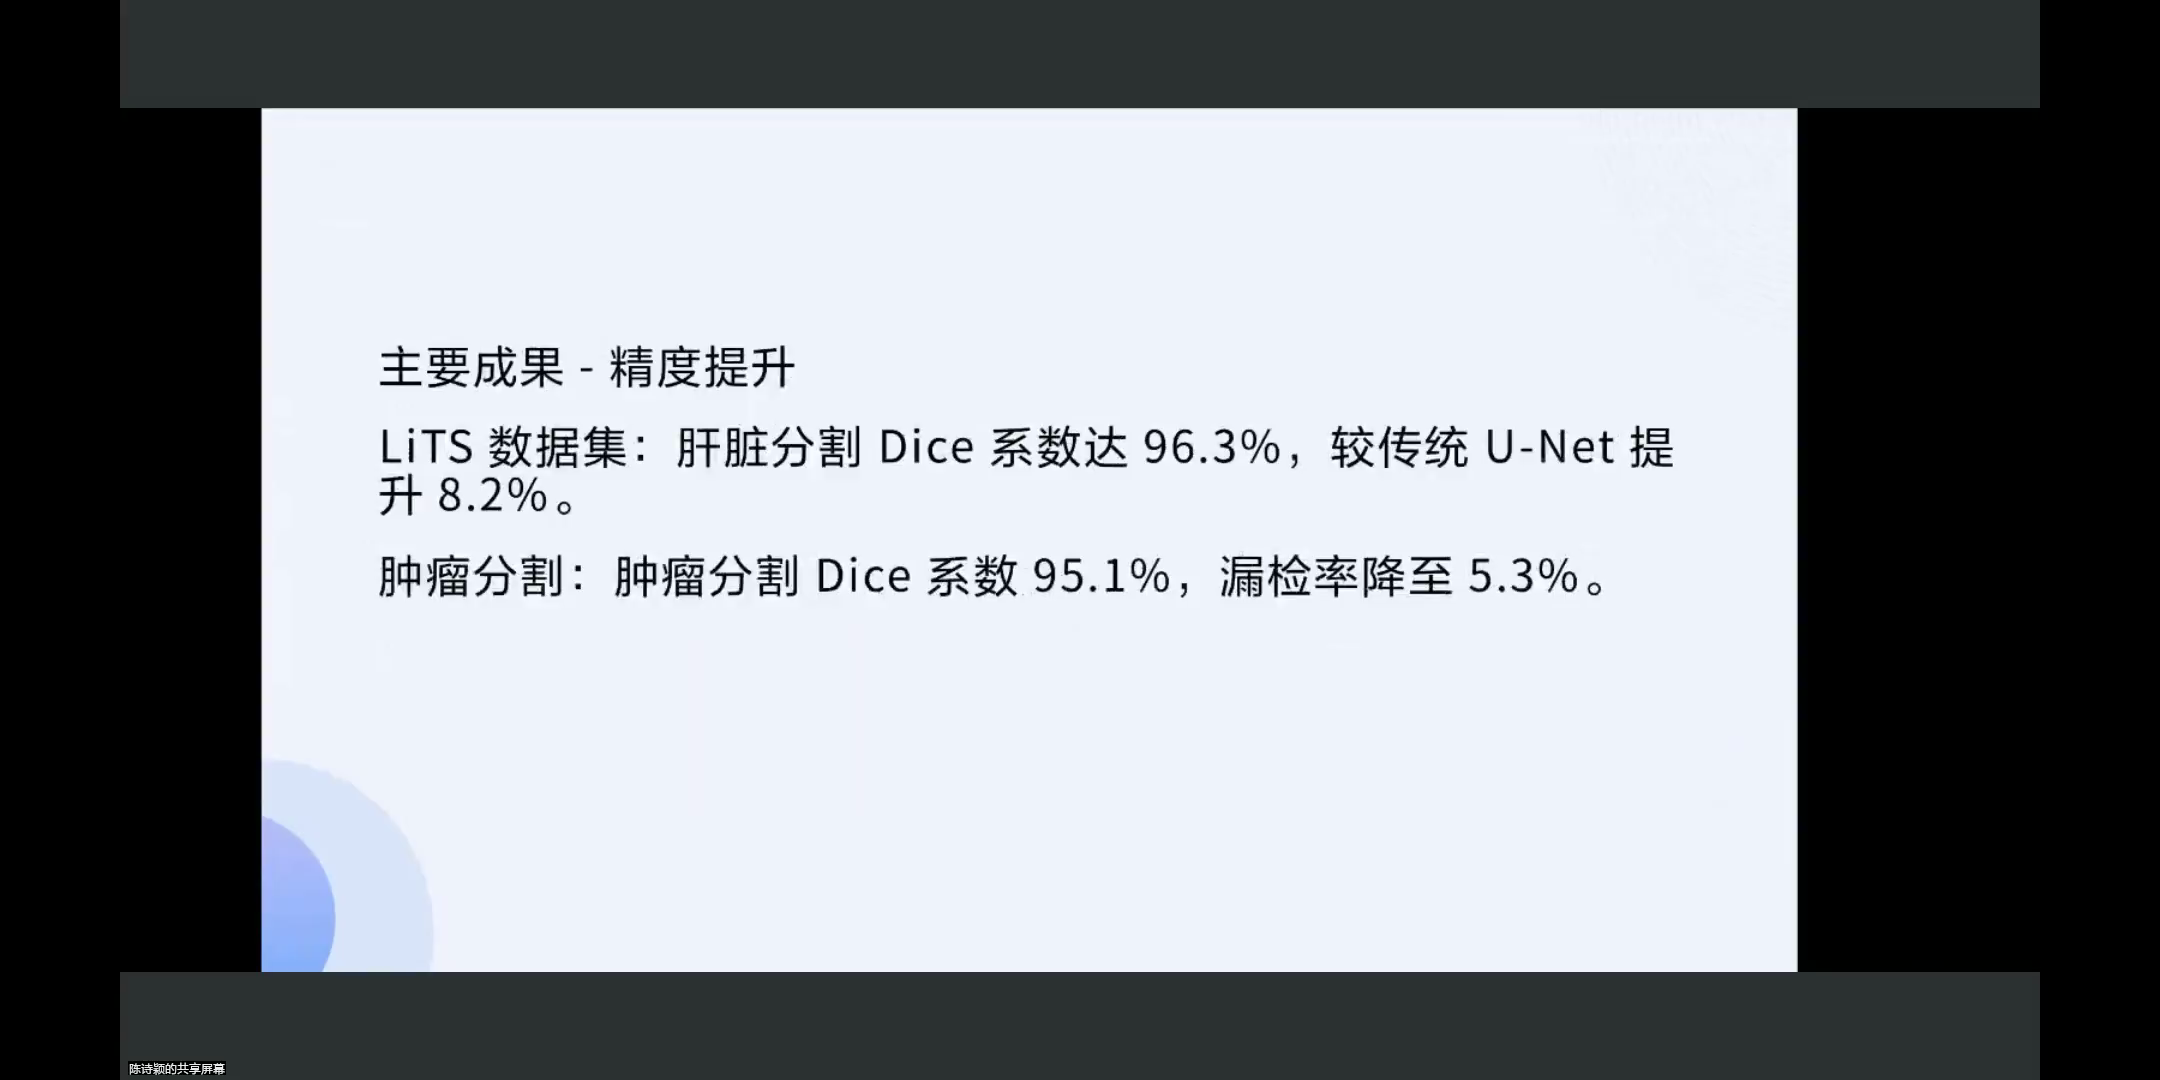 主要成果 - 精度提升
LiTS 数据集：肝脏分割 Dice 系数达 96.3%，较传统 U-Net 提
升 8.2%。
肿瘤分割：肿瘤分割 Dice 系数 95.1%，漏检率降至 5.3%。
陈诗颖的共享屏幕